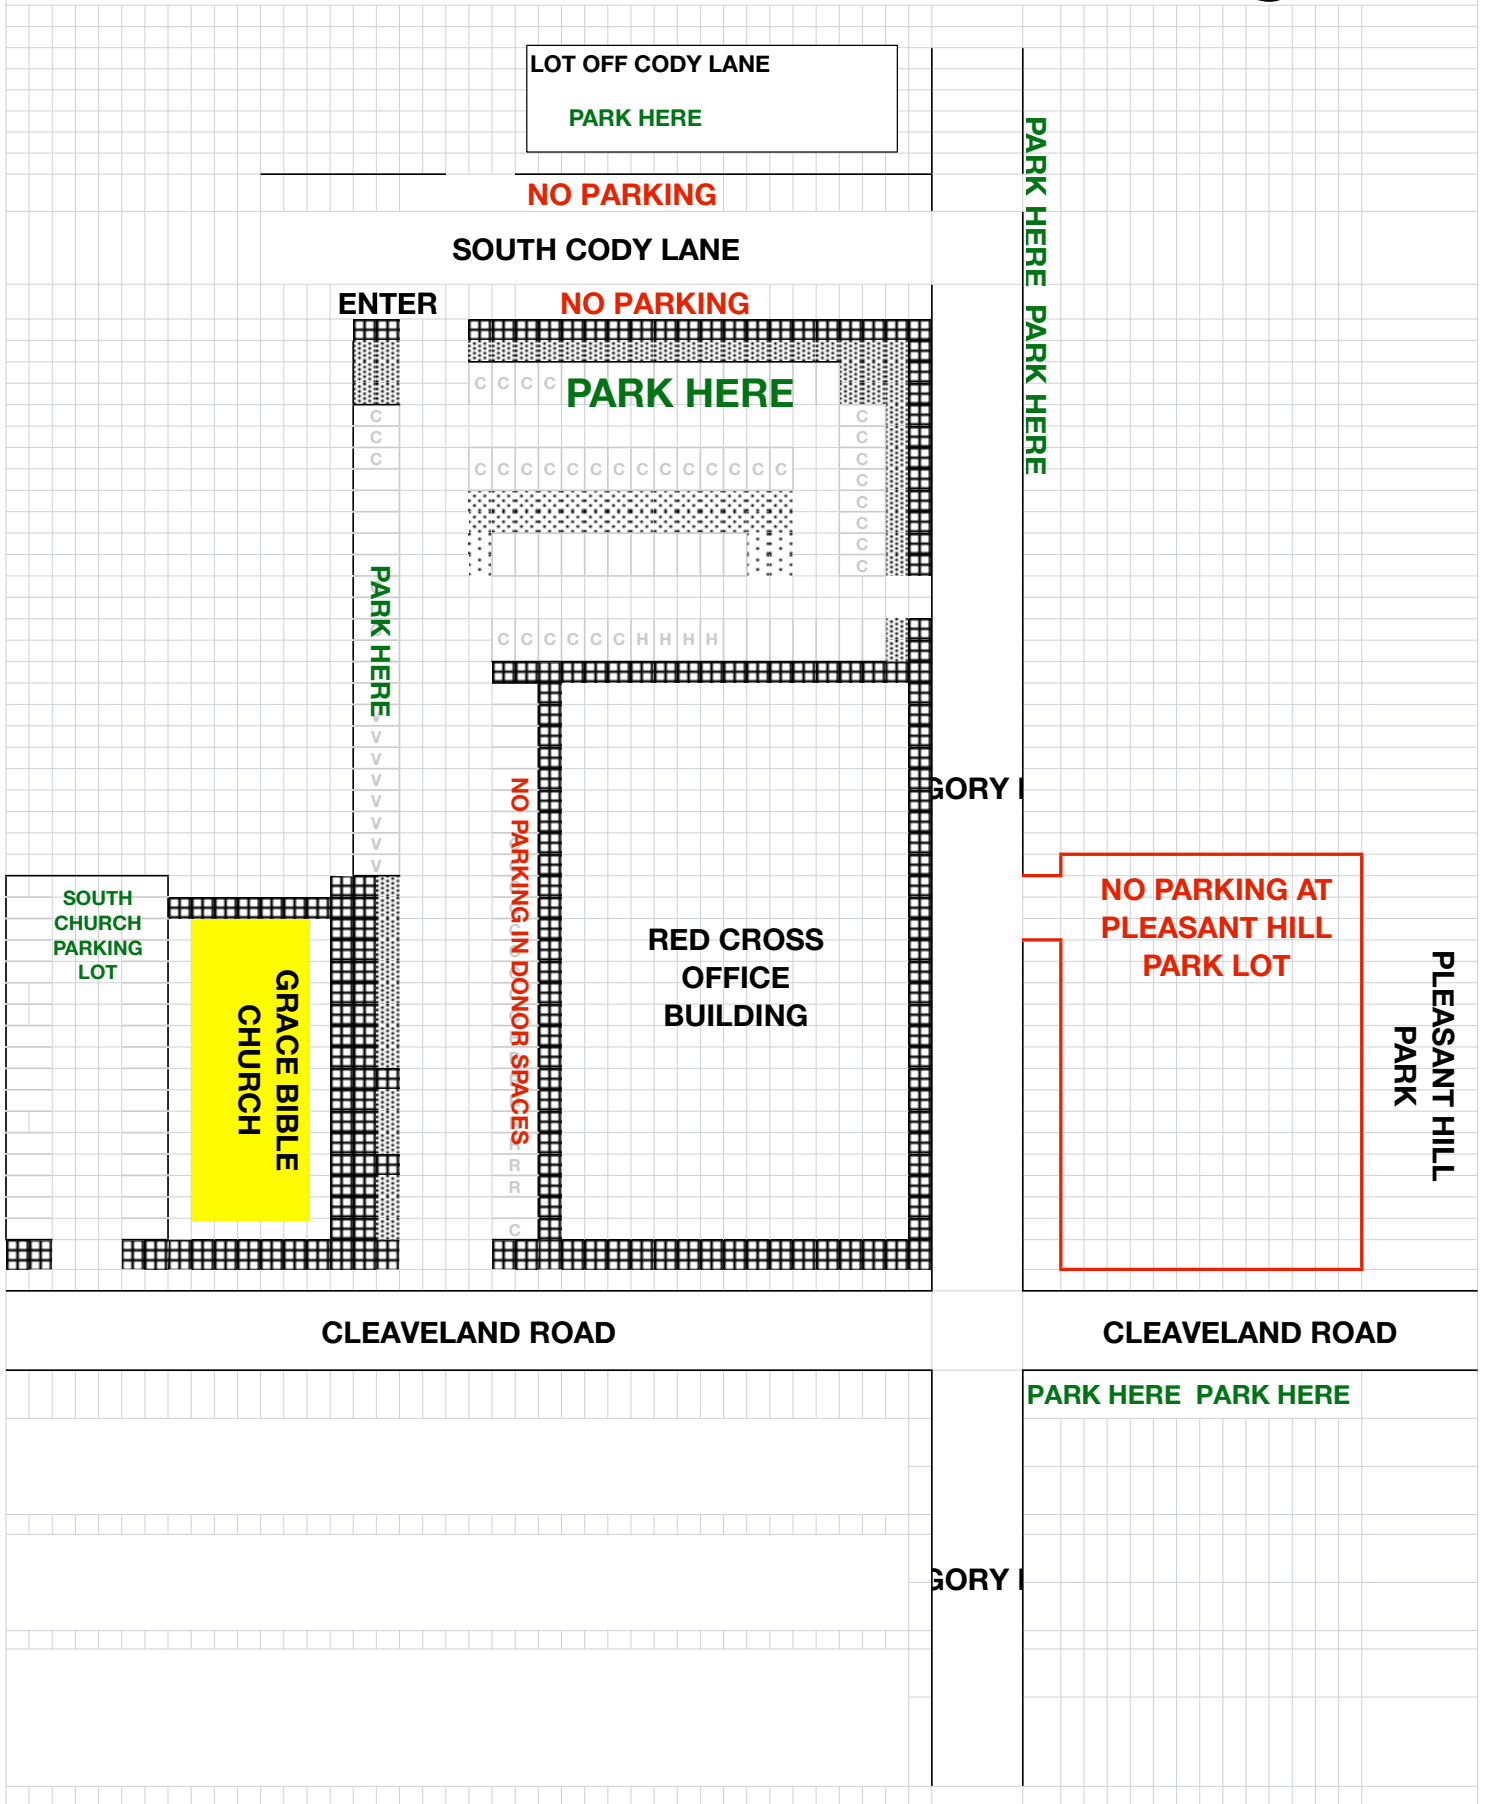 LOT OFF CODY LANE
PARK HERE
NO PARKING
SOUTH CODY LANE
ENTER
NO PARKING
PARK HERE PARK HERE
C C C C
PARK HERE
C
C
C
C C C C C C C C C C C C C C
C
C
C
C
C
C
C
C
PARK HERE
C C C C C C H H H H
V
V
V
V
V
V
V
GORY
NO PARKING IN DONOR SPACES
R
R
C
SOUTH
CHURCH
PARKING
LOT
GRACE BIBLE
CHURCH
RED CROSS
OFFICE
BUILDING
NO PARKING AT
PLEASANT HILL
PARK LOT
PLEASANT HILL
PARK
CLEAVELAND ROAD
CLEAVELAND ROAD
PARK HERE PARK HERE
GORY